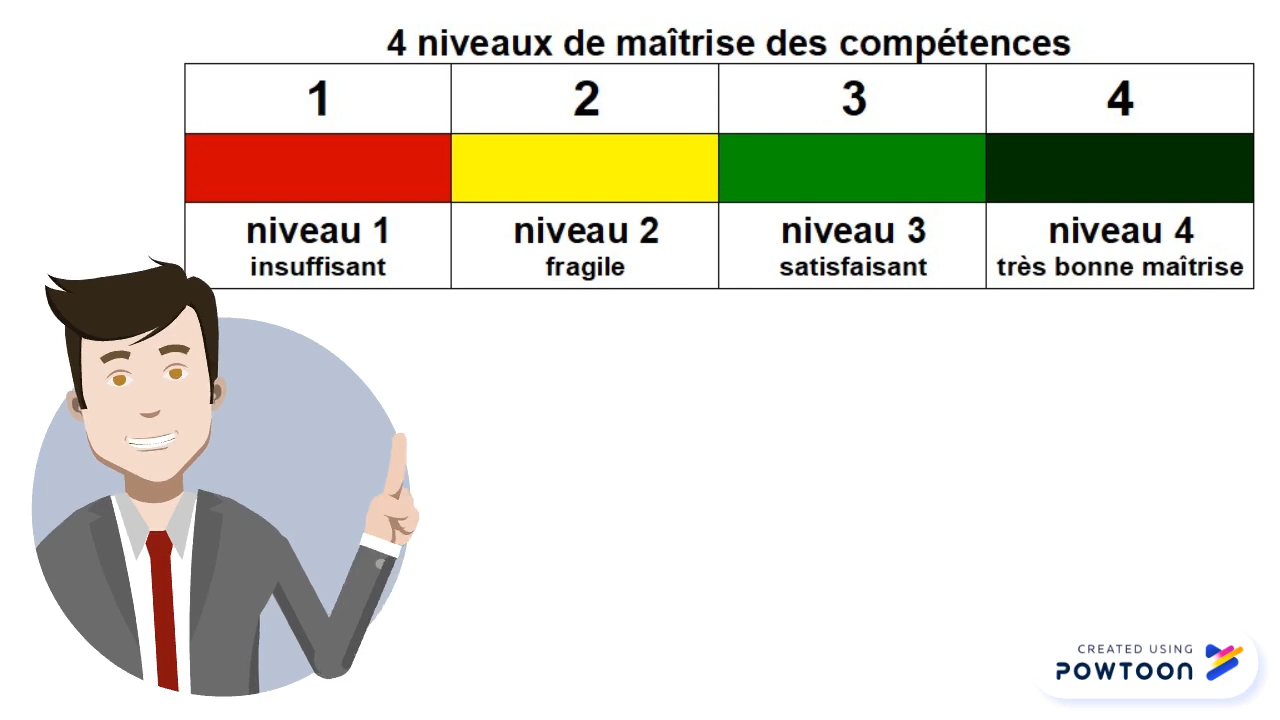 4 niveaux de maîtrise des compétences
1 2 3 4
niveau 1 niveau 2 niveau 3 niveau 4
insuffisant fragile satisfaisant très bonne maîtrise
CREATED USING
POWTOON